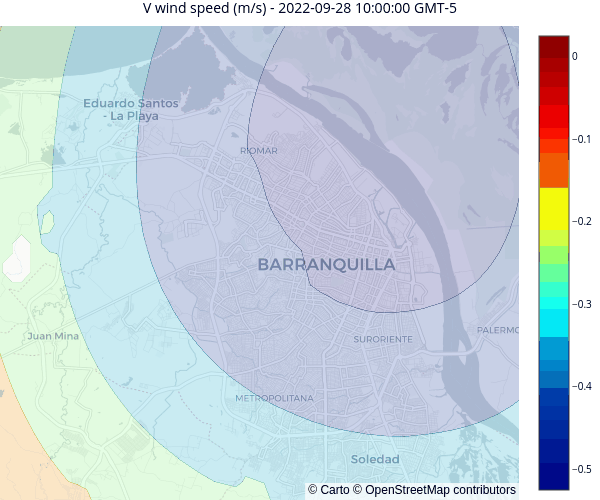 V wind speed (m/s) - 2022-09-28 10:00:00 GMT-5
0
Eduardo Santos
- La Playa
−0.1
RIOMAR
−0.2
BARRANQUILLA
−0.3
Juan Mina
SURORIENTE
PALERMO
−0.4
METROPOLITANA
Soledad
−0.5
© Carto © OpenStreetMap contributors